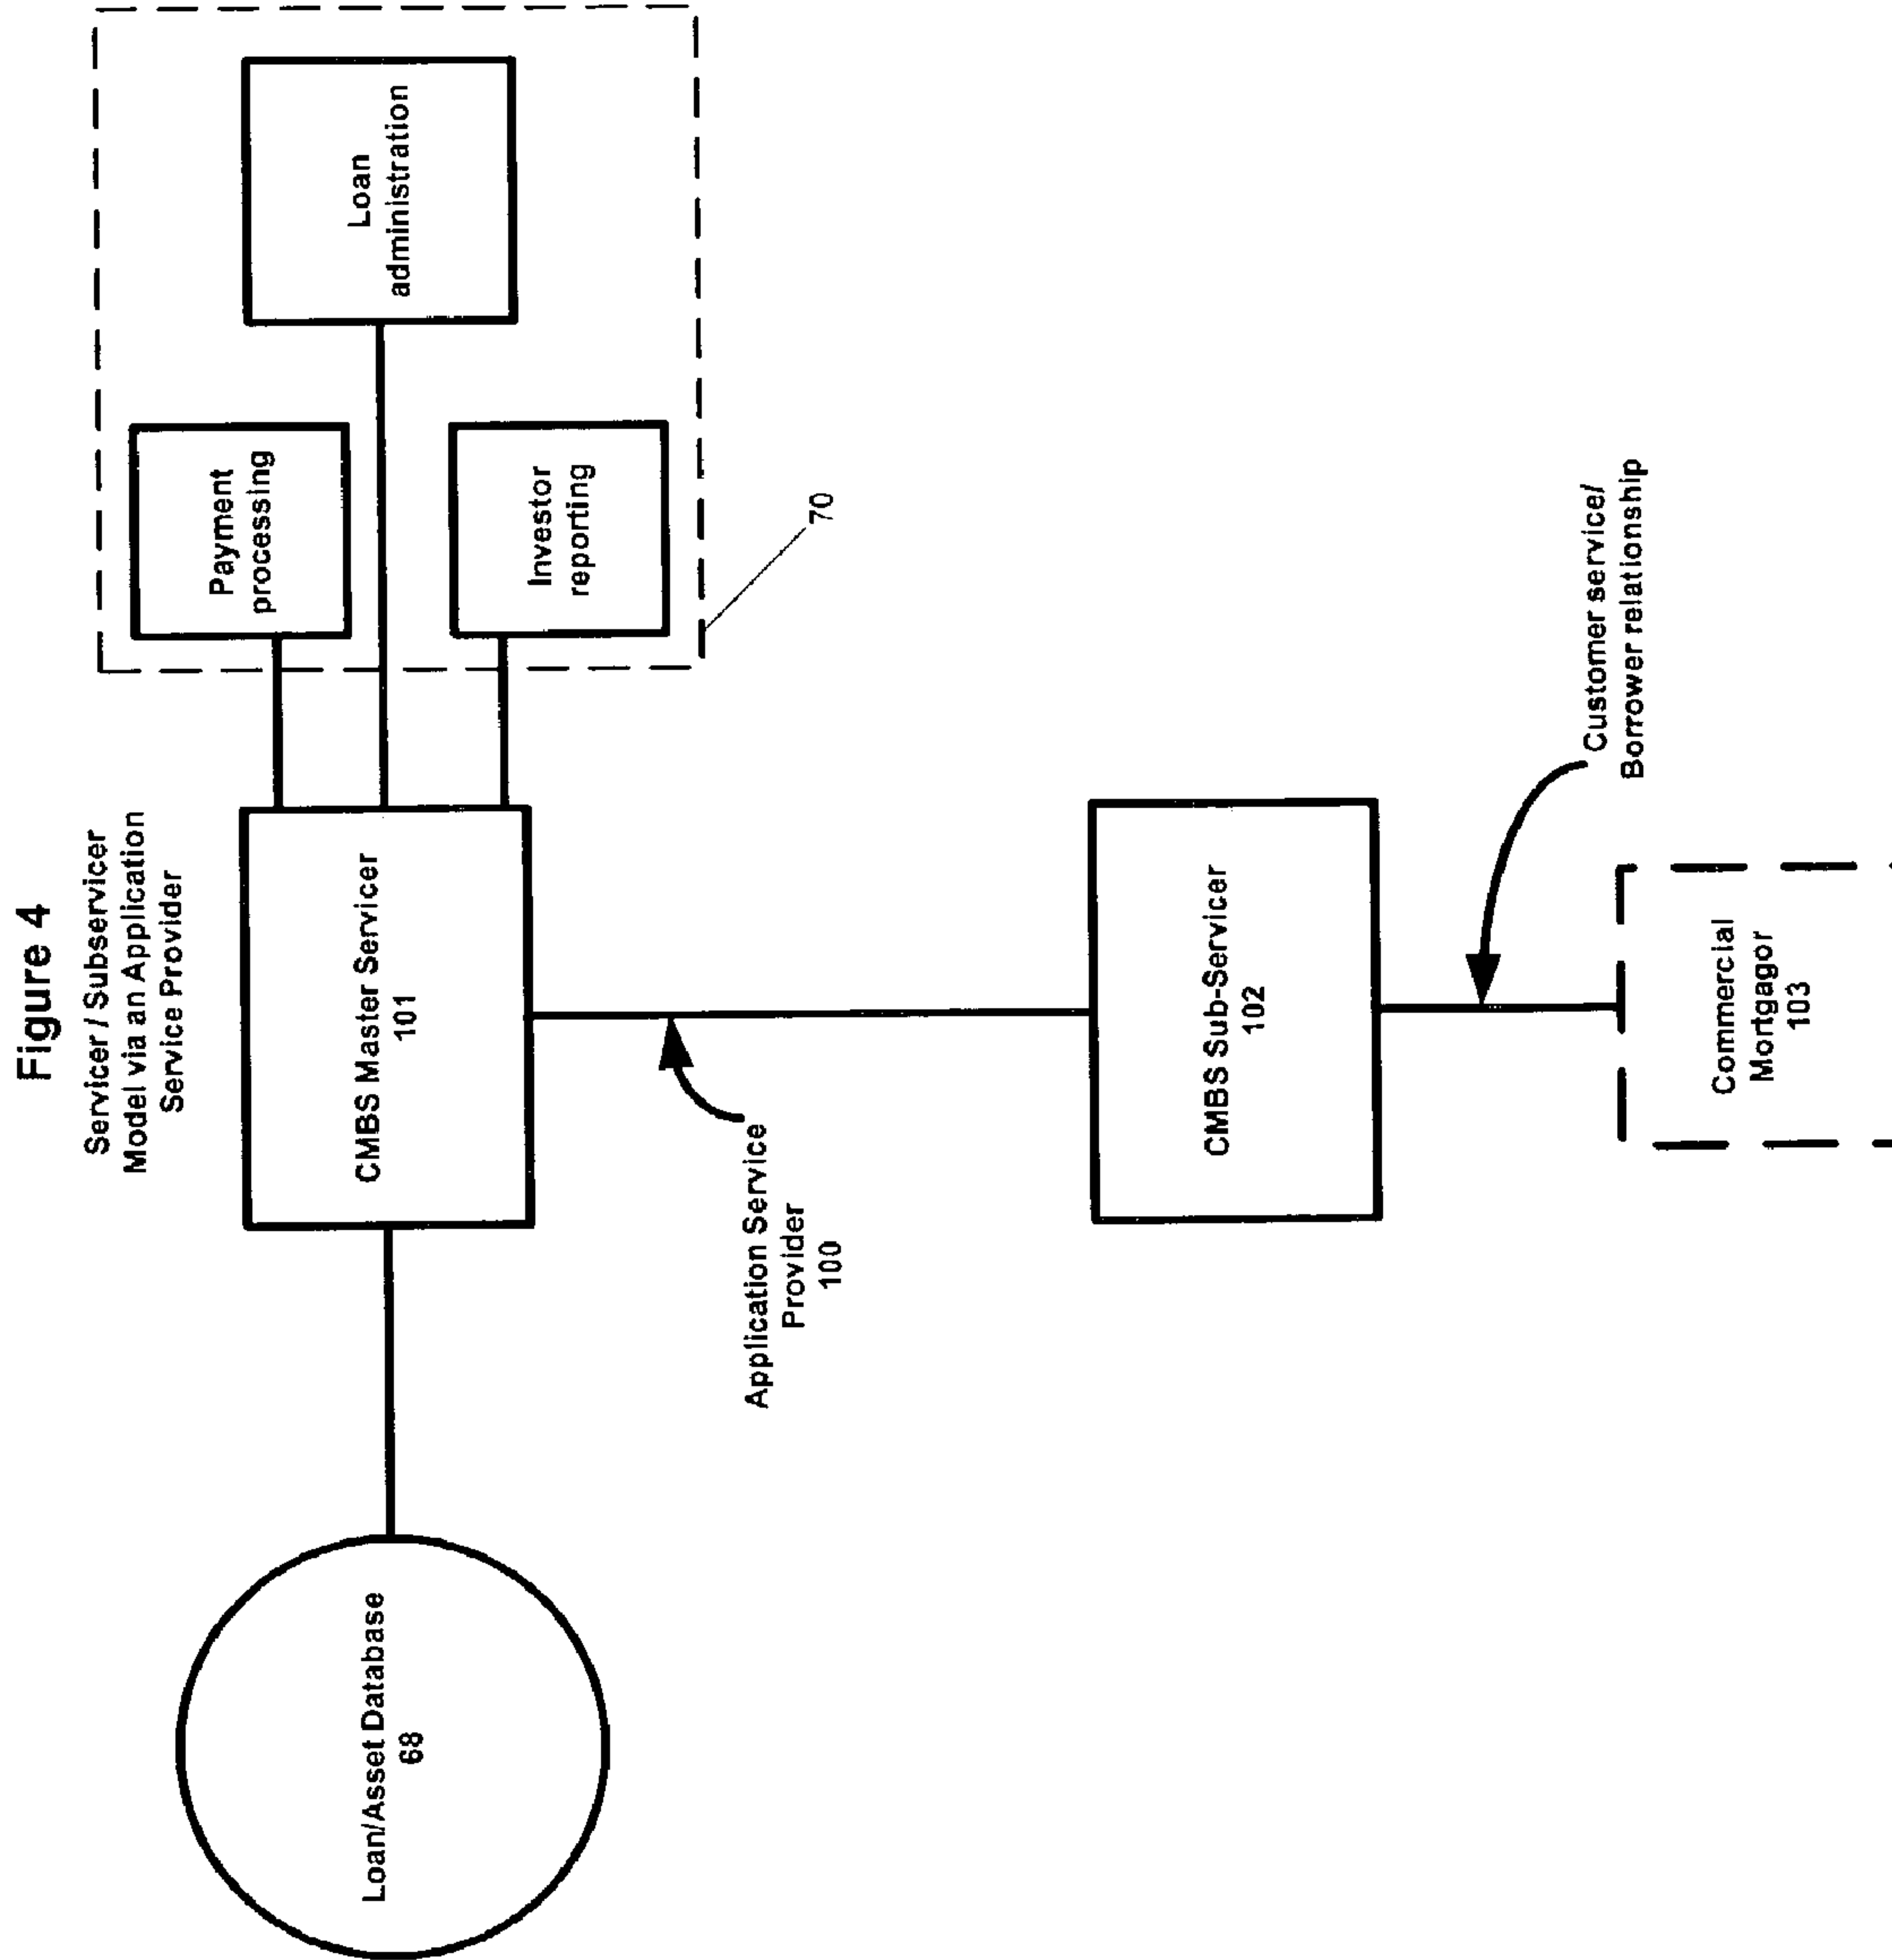 Figure 4
Servicer / Subservicer
Model via an Application
Service Provider
Loan/Asset Database
68
CMBS Master Servicer
101
Payment
processing
Loan
administration
Investor
reporting
70
Application Service
Provider
100
CMBS Sub-Servicer
102
Customer service/
Borrower relationship
Commercial
Mortgagor
103